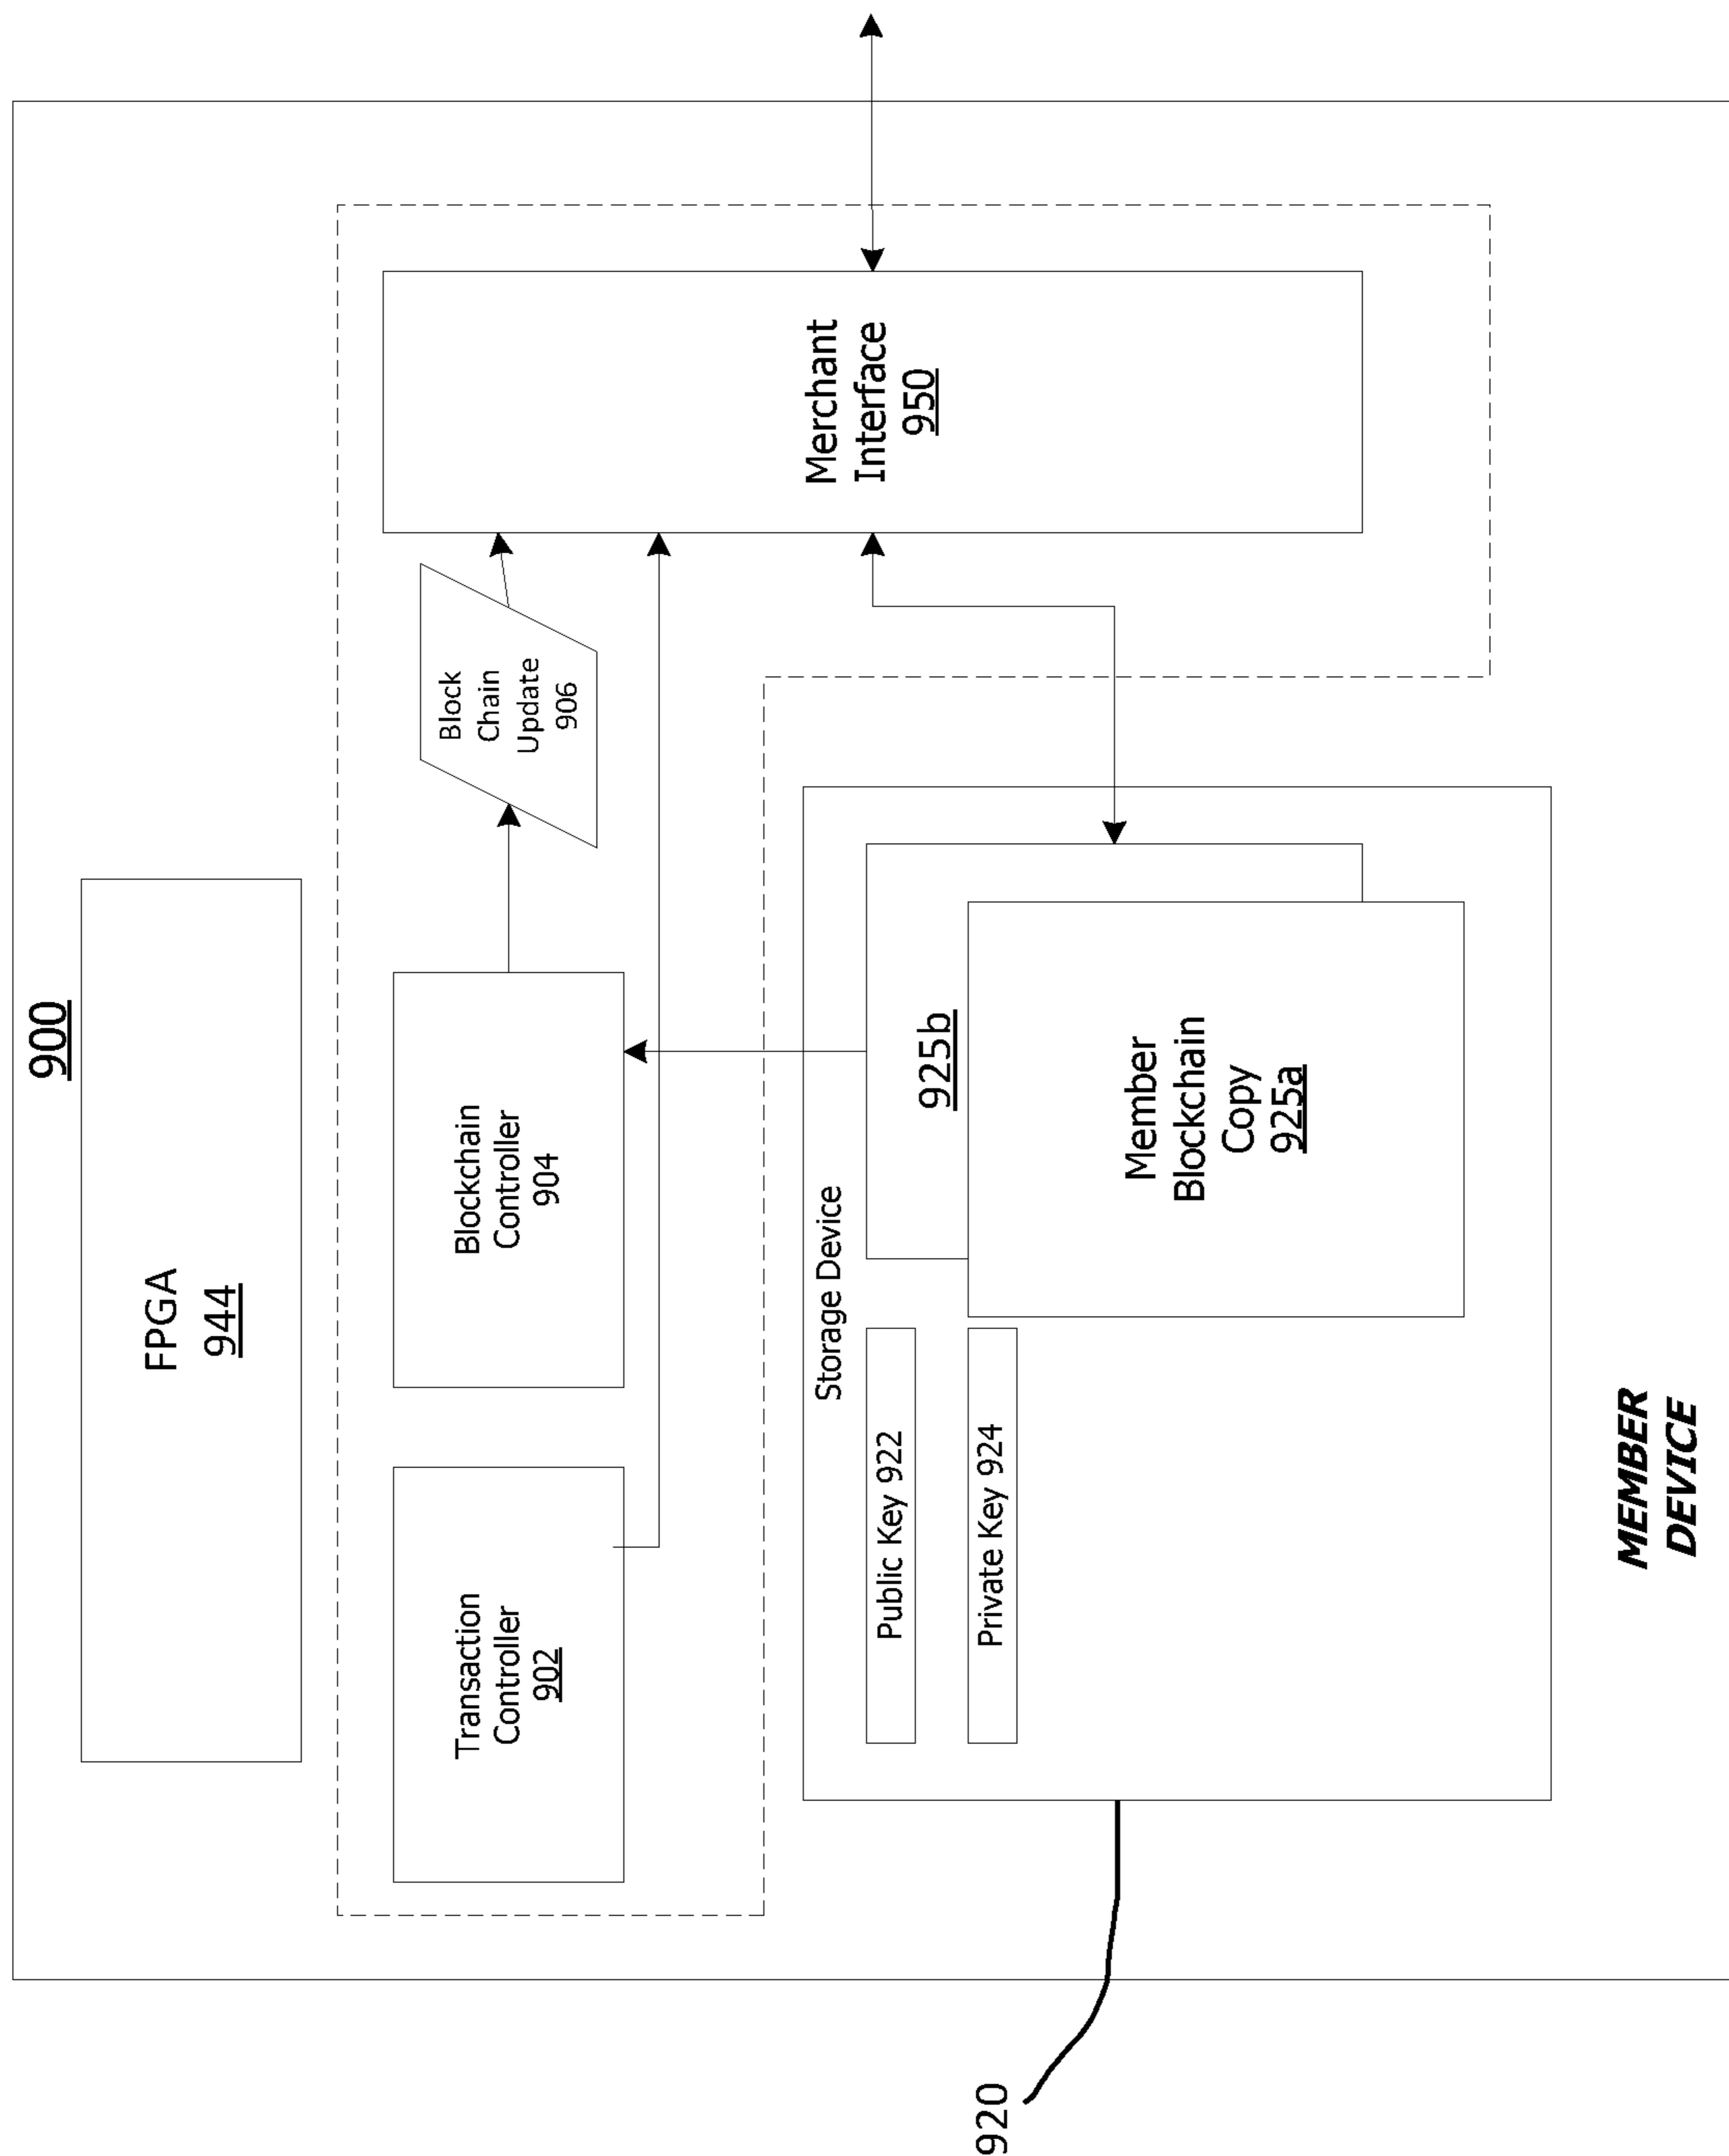 900
FPGA
944
Transaction
Controller
902
Blockchain
Controller
904
Block
Chain
Update
906
Merchant
Interface
950
Storage Device
Public Key 922
Private Key 924
925b
Member
Blockchain
Copy
925a
920
MEMBER
DEVICE